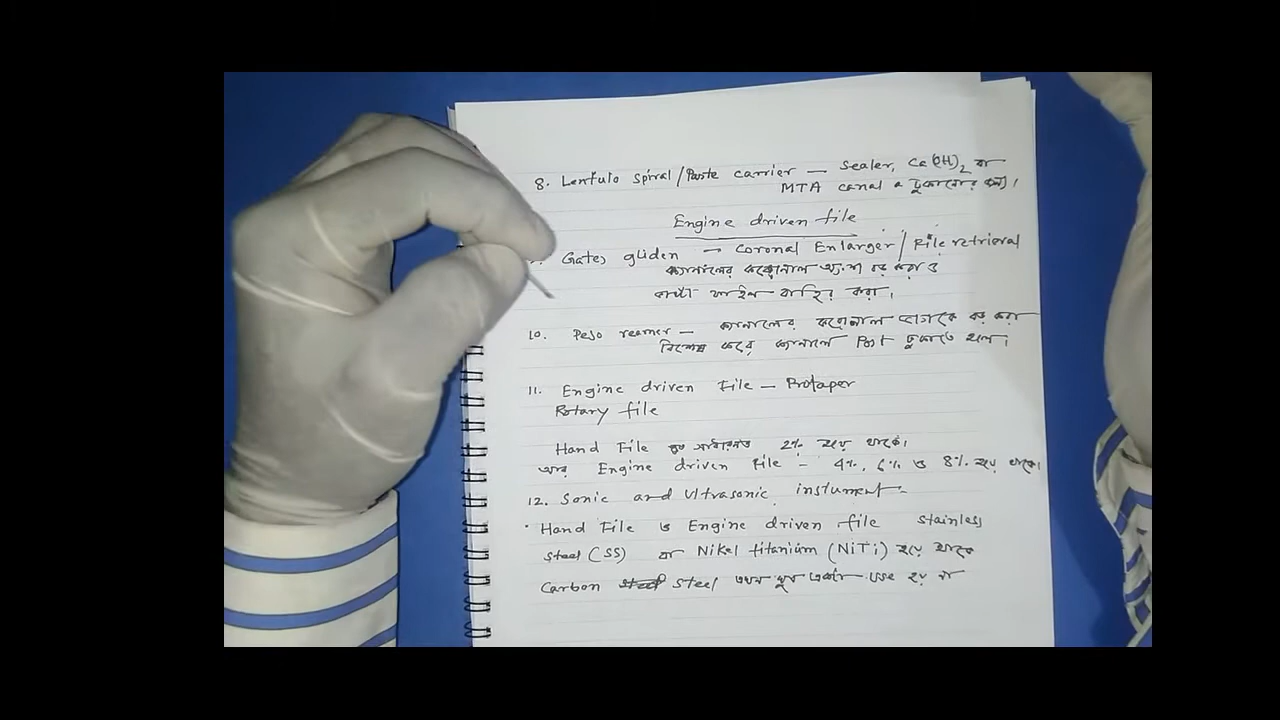 8. Lentulo spiral / Paste carrier — Sealer, Ca(OH)2 বা
MTA canal এ ঢুকানোর জন্য।
Engine driven file
Gates gliden → Coronal Enlarger / File retrieval
ক্যানালের করোনাল অংশ বড় করা ও
ফাইল বাহির করা।
10. Peso reamer — ক্যানালের করোনাল ভাগকে বড় করা
বিশেষ করে ক্যানালে Post ঢুকাতে হলে।
11. Engine driven File — Protaper
Rotary file
Hand File সাধারনত 2% হয়ে থাকে।
আর Engine driven File - 4%, 6% ও 8% হয়ে থাকে।
12. Sonic and Ultrasonic instument.
Hand File ও Engine driven file stainless
Steel (SS) বা Nikel titanium (NiTi) হয়ে থাকে
Carbon Steel এখন খুব একটা use হয় না